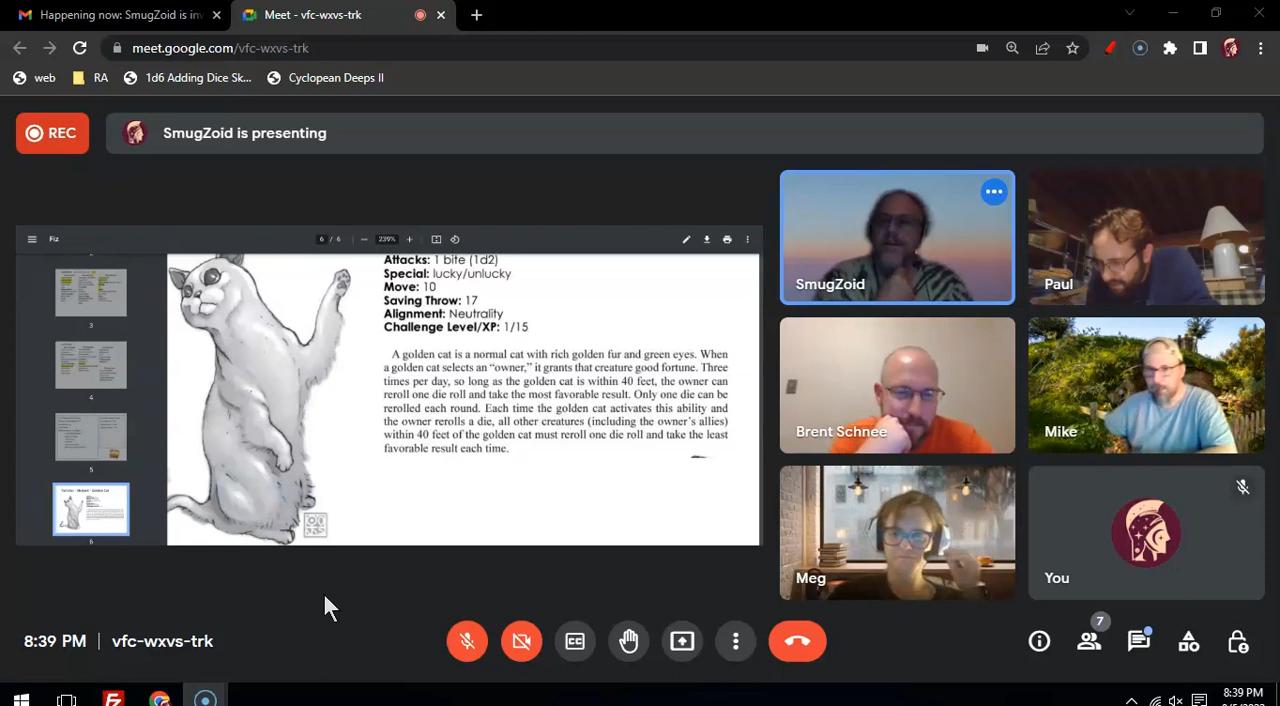 Happening now: SmugZoid is inv
Meet - vfc-wxvs-trk
meet.google.com/vfc-wxvs-trk
web
RA
1d6 Adding Dice Sk...
Cyclopean Deeps II
REC
SmugZoid is presenting
Fiz
6 / 6
239%
3
4
5
6
Attacks: 1 bite (1d2)
Special: lucky/unlucky
Move: 10
Saving Throw: 17
Alignment: Neutrality
Challenge Level/XP: 1/15
A golden cat is a normal cat with rich golden fur and green eyes. When
a golden cat selects an “owner,” it grants that creature good fortune. Three
times per day, so long as the golden cat is within 40 feet, the owner can
reroll one die roll and take the most favorable result. Only one die can be
rerolled each round. Each time the golden cat activates this ability and
the owner rerolls a die, all other creatures (including the owner’s allies)
within 40 feet of the golden cat must reroll one die roll and take the least
favorable result each time.
SmugZoid
Paul
Brent Schnee
Mike
Meg
You
8:39 PM
vfc-wxvs-trk
7
8:39 PM